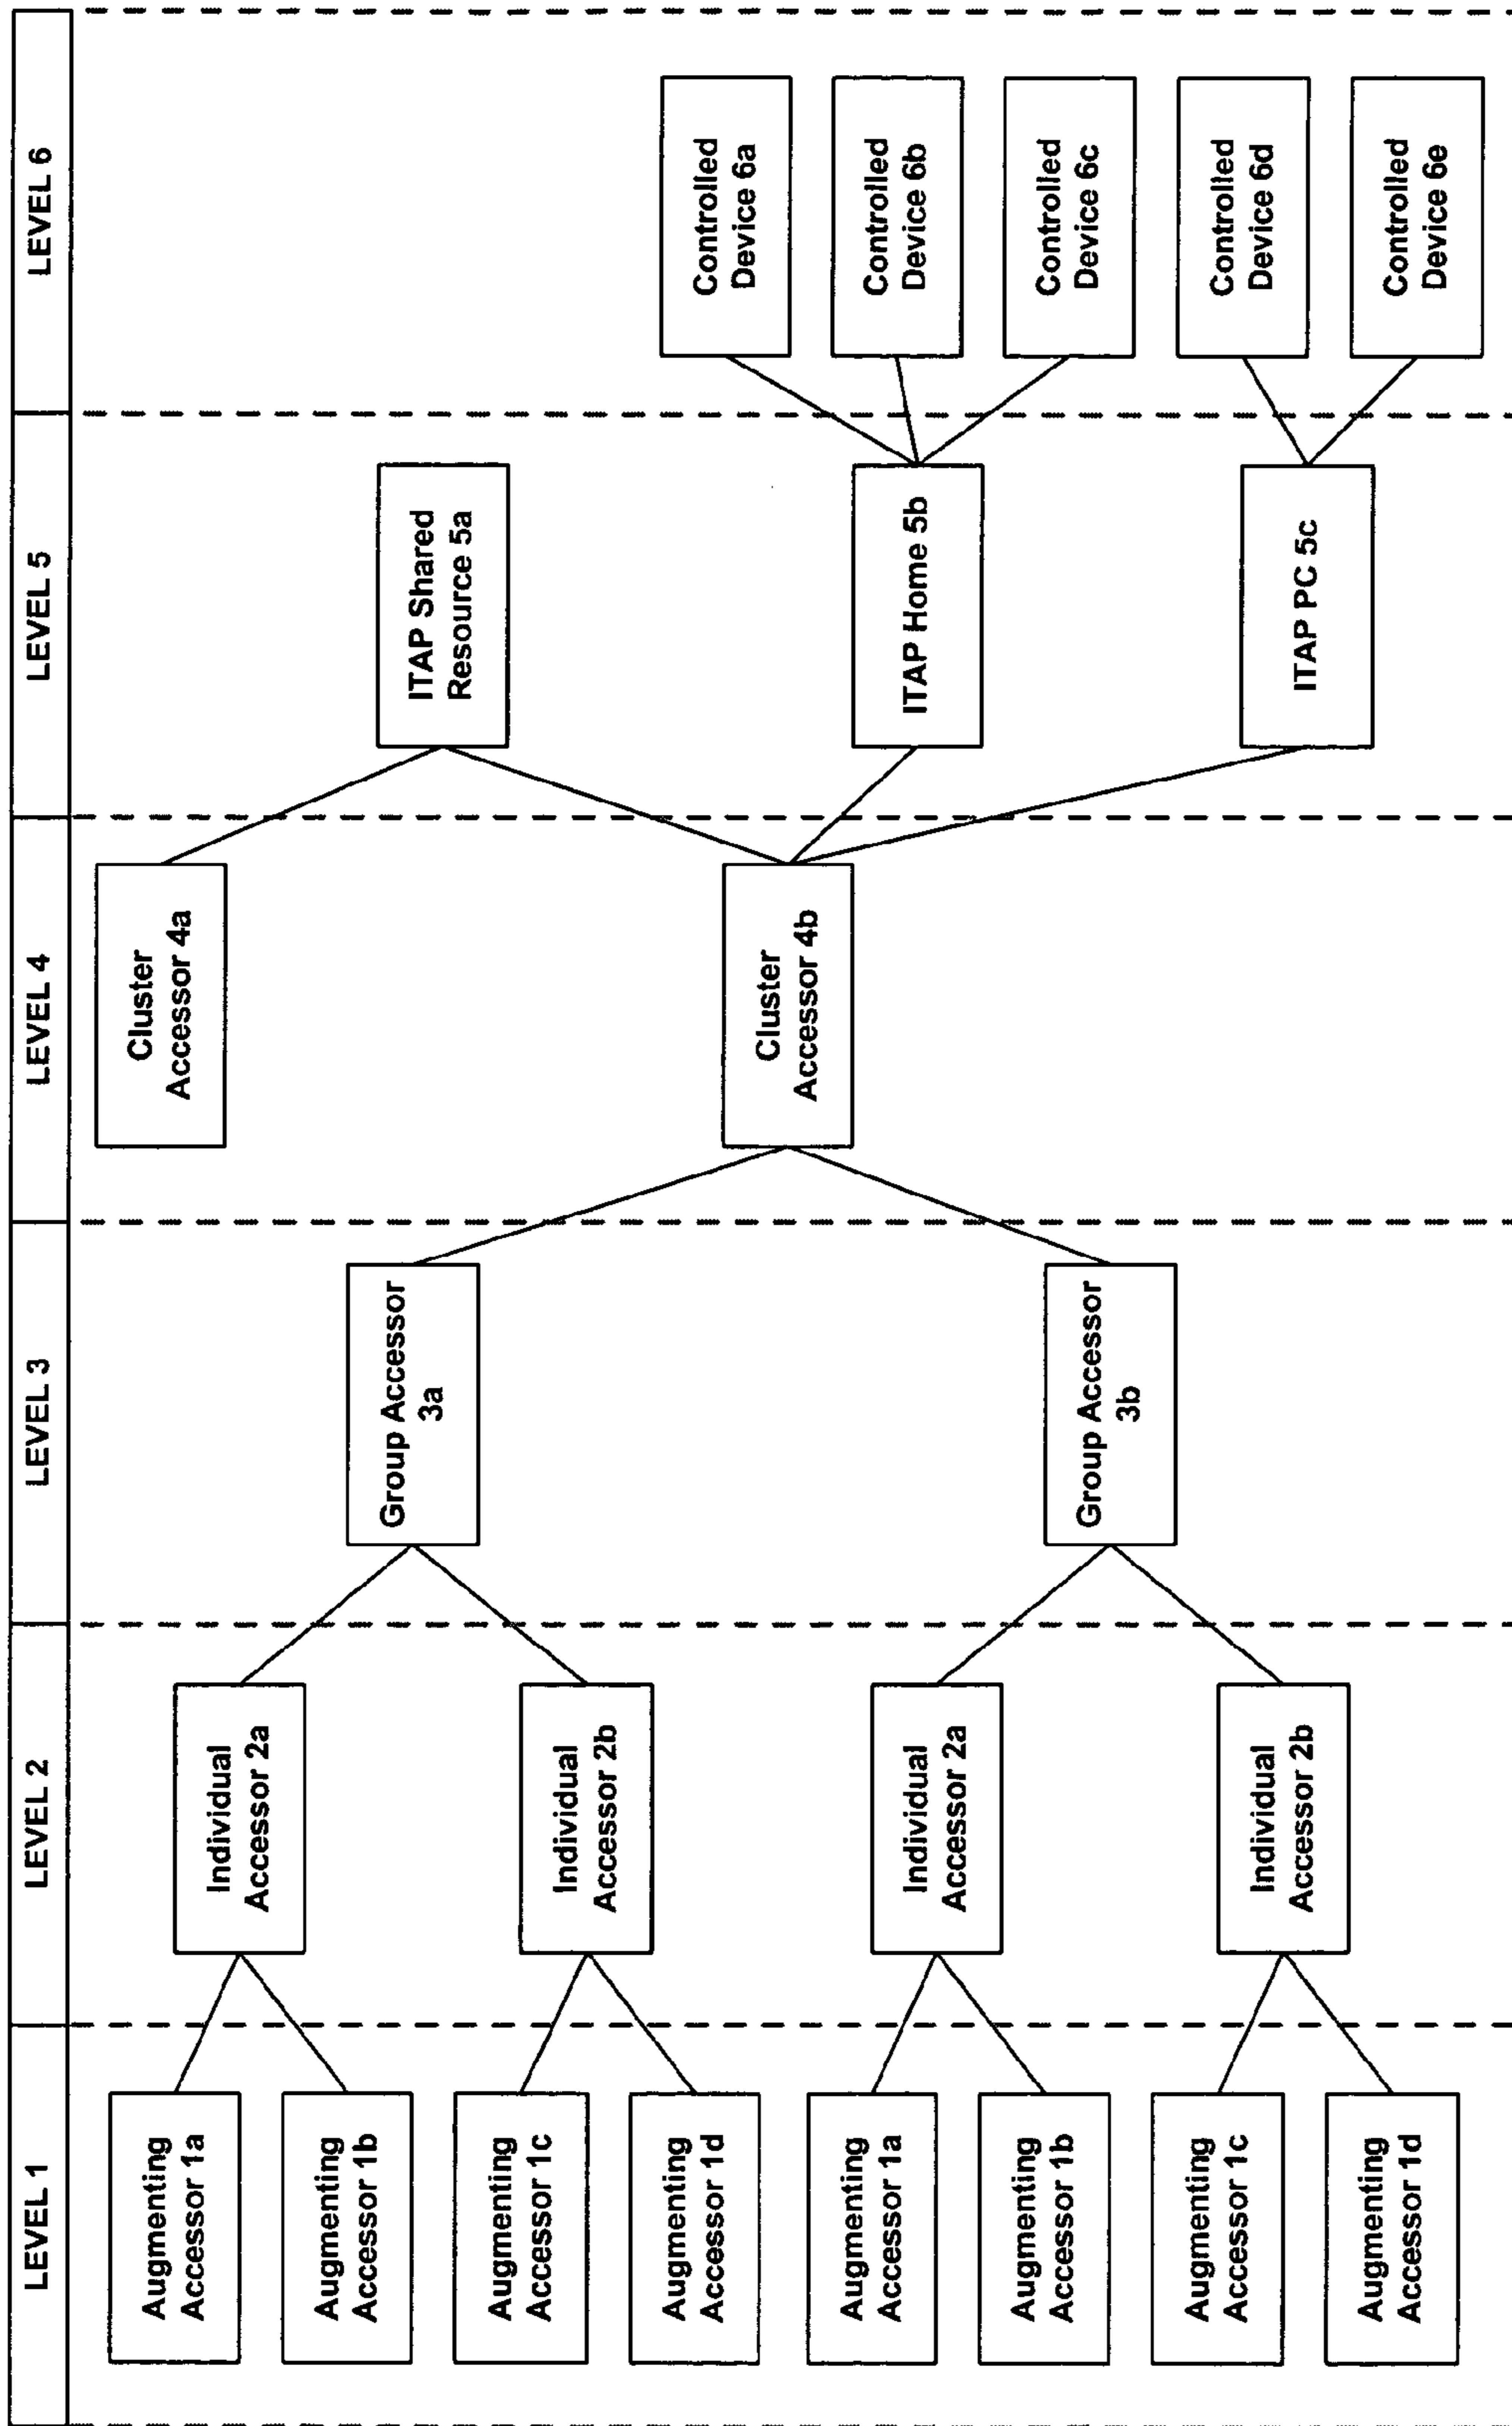 LEVEL 1
LEVEL 2
LEVEL 3
LEVEL 4
LEVEL 5
LEVEL 6
Augmenting
Accessor 1a
Augmenting
Accessor 1b
Augmenting
Accessor 1c
Augmenting
Accessor 1d
Augmenting
Accessor 1a
Augmenting
Accessor 1b
Augmenting
Accessor 1c
Augmenting
Accessor 1d
Individual
Accessor 2a
Individual
Accessor 2b
Individual
Accessor 2a
Individual
Accessor 2b
Group Accessor
3a
Group Accessor
3b
Cluster
Accessor 4a
Cluster
Accessor 4b
ITAP Shared
Resource 5a
ITAP Home 5b
ITAP PC 5c
Controlled
Device 6a
Controlled
Device 6b
Controlled
Device 6c
Controlled
Device 6d
Controlled
Device 6e